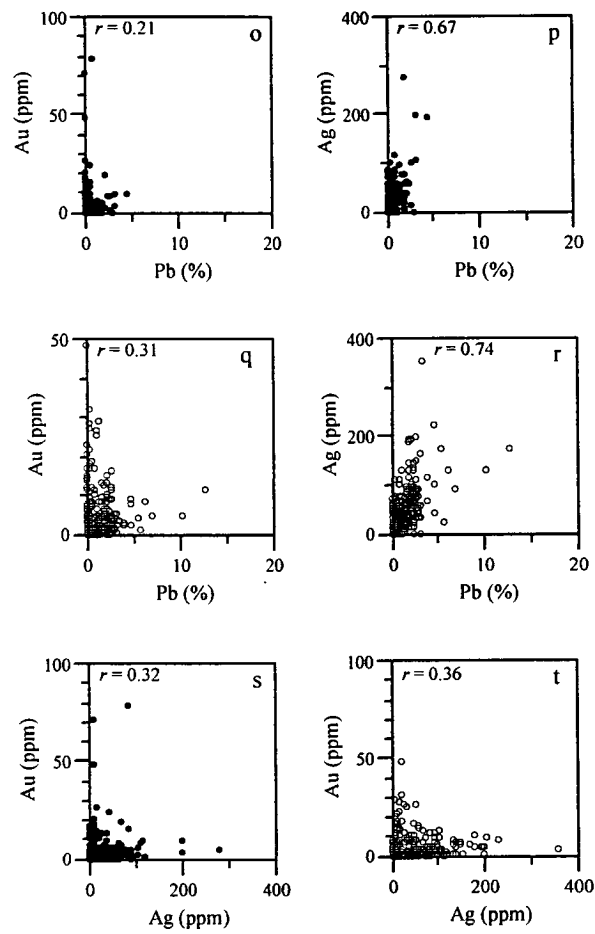 100 r = 0.21 o
Au (ppm)
50
0
0 10 20
Pb (%)
400 r = 0.67 p
Ag (ppm)
200
0
0 10 20
Pb (%)
50 r = 0.31 q
Au (ppm)
0
0 10 20
Pb (%)
400 r = 0.74 r
Ag (ppm)
200
0
0 10 20
Pb (%)
100 r = 0.32 s
Au (ppm)
50
0
0 200 400
Ag (ppm)
100 r = 0.36 t
Au (ppm)
50
0
0 200 400
Ag (ppm)